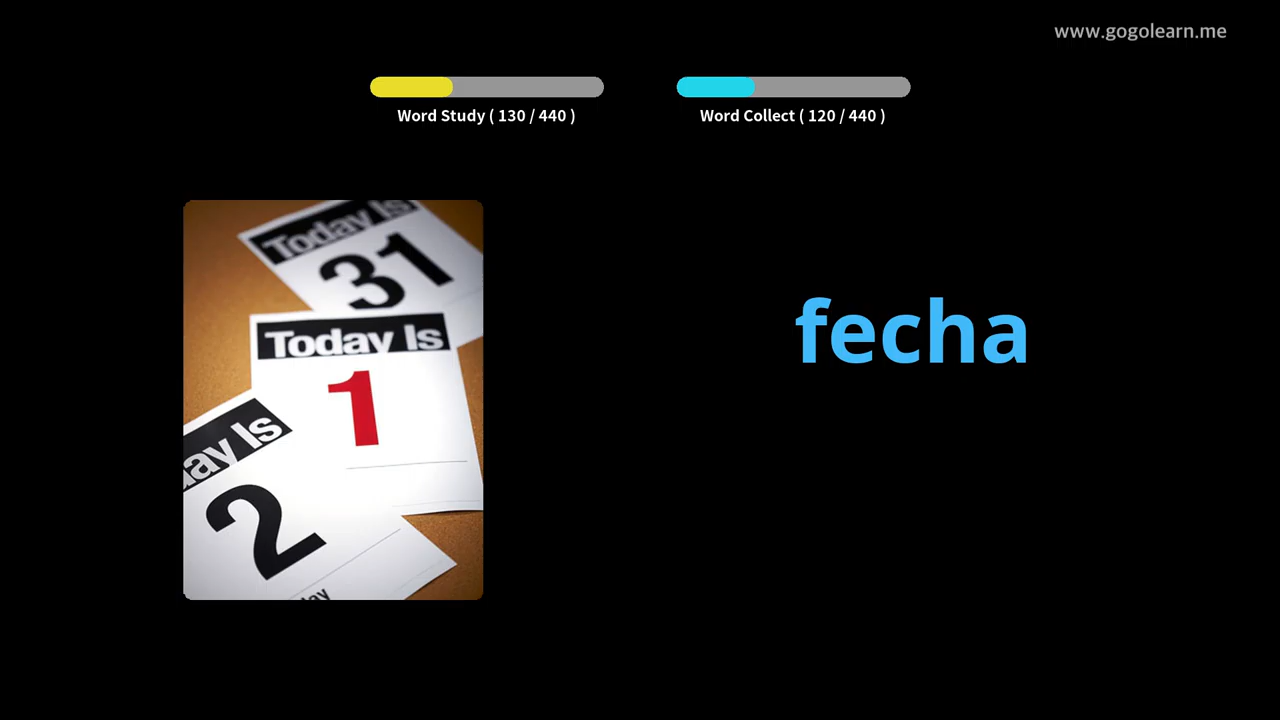 www.gogolearn.me
Word Study ( 130 / 440 )
Word Collect ( 120 / 440 )
Today Is
31
Today Is
1
day Is
2
fecha